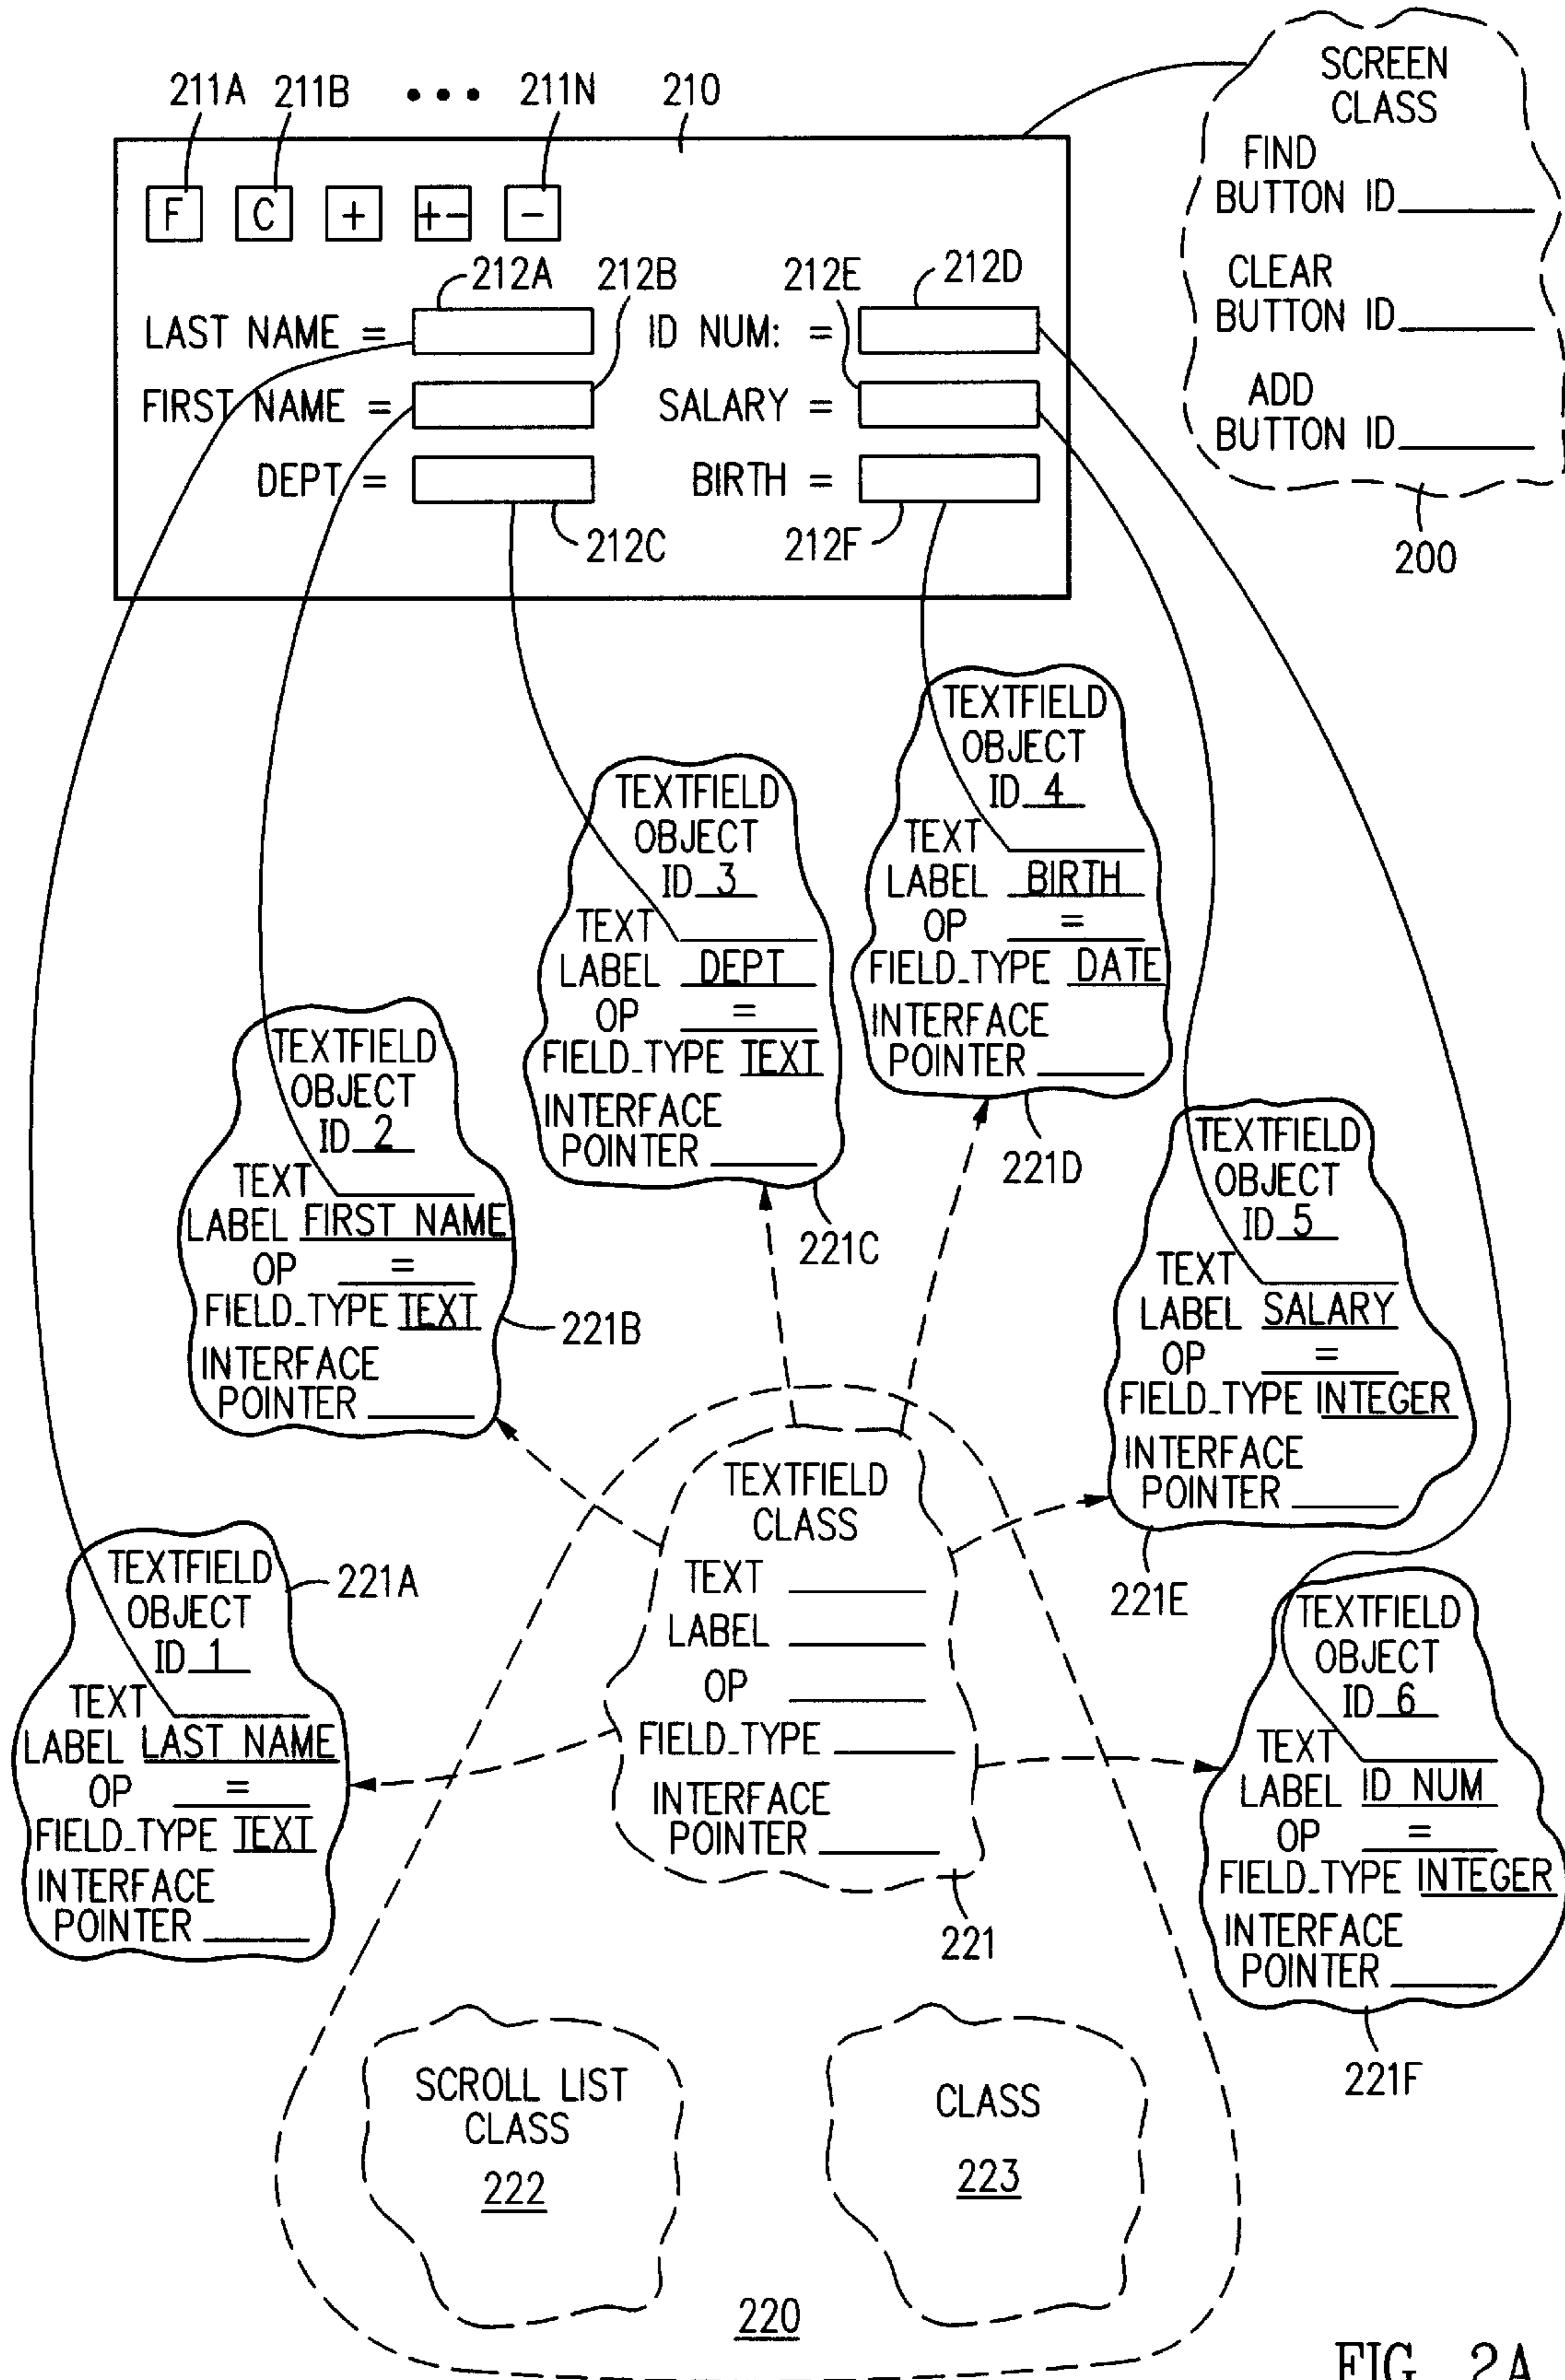 211A 211B ••• 211N 210
F C + +- -
212A 212B 212E 212D
LAST NAME = ID NUM: =
FIRST NAME = SALARY =
DEPT = BIRTH =
212C 212F
SCREEN
CLASS
FIND
BUTTON ID
CLEAR
BUTTON ID
ADD
BUTTON ID
200
TEXTFIELD
OBJECT
ID 4
TEXT
LABEL BIRTH
OP =
FIELD_TYPE DATE
INTERFACE
POINTER
221D
TEXTFIELD
OBJECT
ID 3
TEXT
LABEL DEPT
OP =
FIELD_TYPE TEXT
INTERFACE
POINTER
221C
TEXTFIELD
OBJECT
ID 2
TEXT
LABEL FIRST NAME
OP =
FIELD_TYPE TEXT
INTERFACE
POINTER
221B
TEXTFIELD
OBJECT
ID 5
TEXT
LABEL SALARY
OP =
FIELD_TYPE INTEGER
INTERFACE
POINTER
221E
TEXTFIELD
CLASS
TEXT
LABEL
OP
FIELD_TYPE
INTERFACE
POINTER
221
TEXTFIELD
OBJECT
ID 1
TEXT
LABEL LAST NAME
OP =
FIELD_TYPE TEXT
INTERFACE
POINTER
221A
TEXTFIELD
OBJECT
ID 6
TEXT
LABEL ID NUM
OP =
FIELD_TYPE INTEGER
INTERFACE
POINTER
221F
SCROLL LIST
CLASS
222
CLASS
223
220
FIG. 2A